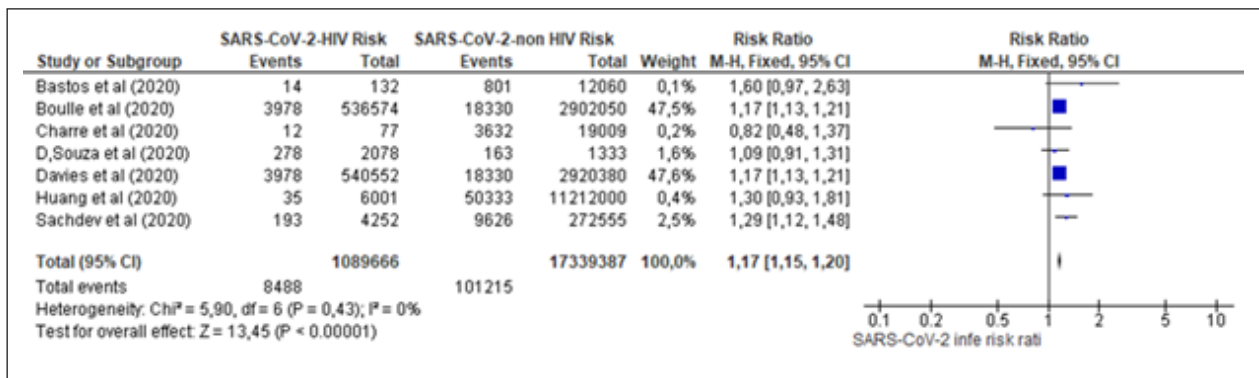 SARS-CoV-2-HIV Risk SARS-CoV-2-non HIV Risk Risk Ratio Risk Ratio
Study or Subgroup Events Total Events Total Weight M-H, Fixed, 95% CI M-H, Fixed, 95% CI
Bastos et al (2020) 14 132 801 12060 0,1% 1,60 [0,97, 2,63]
Boulle et al (2020) 3978 536574 18330 2902050 47,5% 1,17 [1,13, 1,21]
Charre et al (2020) 12 77 3632 19009 0,2% 0,82 [0,48, 1,37]
D,Souza et al (2020) 278 2078 163 1333 1,6% 1,09 [0,91, 1,31]
Davies et al (2020) 3978 540552 18330 2920380 47,6% 1,17 [1,13, 1,21]
Huang et al (2020) 35 6001 50333 11212000 0,4% 1,30 [0,93, 1,81]
Sachdev et al (2020) 193 4252 9626 272555 2,5% 1,29 [1,12, 1,48]
Total (95% CI) 1089666 17339387 100,0% 1,17 [1,15, 1,20]
Total events 8488 101215
Heterogeneity: Chi² = 5,90, df = 6 (P = 0,43); I² = 0%
Test for overall effect: Z = 13,45 (P < 0.00001)
0.1 0.2 0.5 1 2 5 10
SARS-CoV-2 infe risk rati